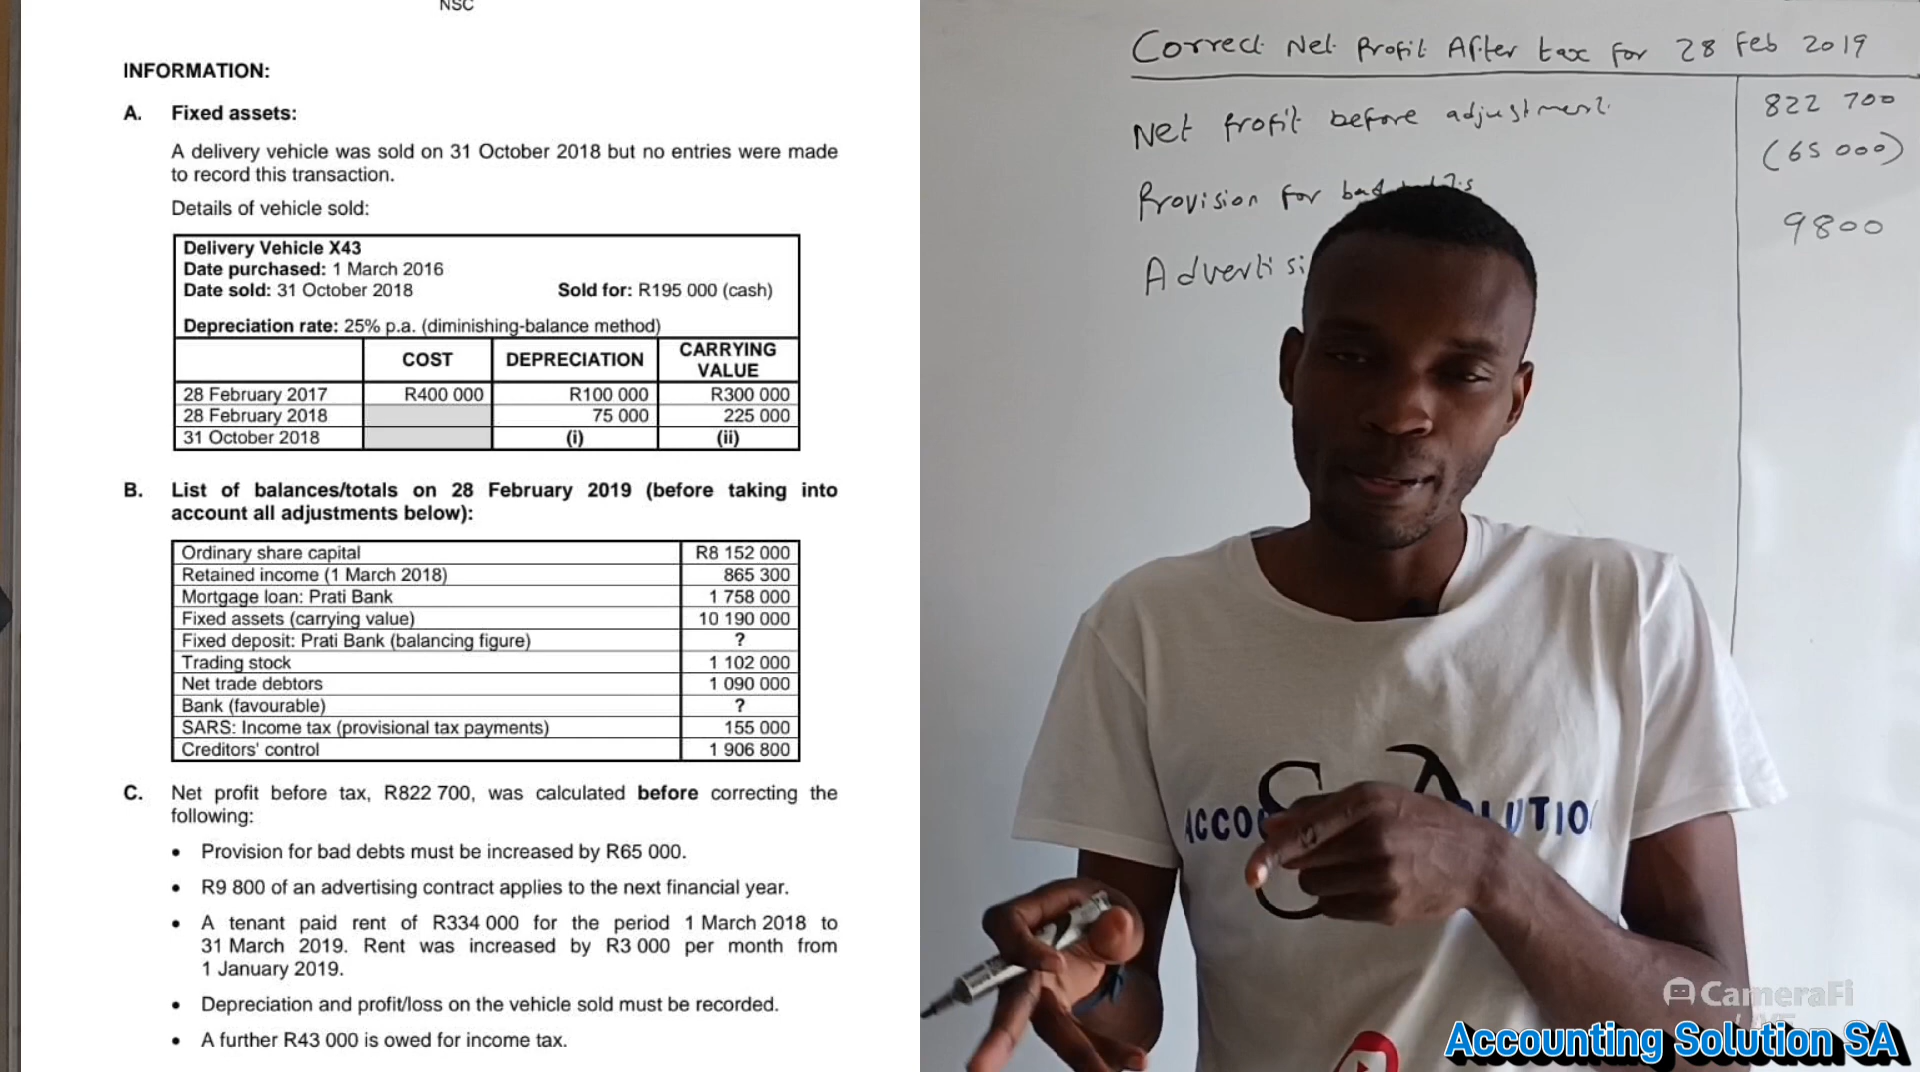 NSC
INFORMATION:
A. Fixed assets:
A delivery vehicle was sold on 31 October 2018 but no entries were made
to record this transaction.
Details of vehicle sold:
Delivery Vehicle X43
Date purchased: 1 March 2016
Date sold: 31 October 2018 Sold for: R195 000 (cash)
Depreciation rate: 25% p.a. (diminishing-balance method)
COST DEPRECIATION CARRYING
VALUE
28 February 2017 R400 000 R100 000 R300 000
28 February 2018 75 000 225 000
31 October 2018 (i) (ii)
B. List of balances/totals on 28 February 2019 (before taking into
account all adjustments below):
Ordinary share capital R8 152 000
Retained income (1 March 2018) 865 300
Mortgage loan: Prati Bank 1 758 000
Fixed assets (carrying value) 10 190 000
Fixed deposit: Prati Bank (balancing figure) ?
Trading stock 1 102 000
Net trade debtors 1 090 000
Bank (favourable) ?
SARS: Income tax (provisional tax payments) 155 000
Creditors' control 1 906 800
C. Net profit before tax, R822 700, was calculated before correcting the
following:
• Provision for bad debts must be increased by R65 000.
• R9 800 of an advertising contract applies to the next financial year.
• A tenant paid rent of R334 000 for the period 1 March 2018 to
31 March 2019. Rent was increased by R3 000 per month from
1 January 2019.
• Depreciation and profit/loss on the vehicle sold must be recorded.
• A further R43 000 is owed for income tax.
Correct Net Profit After tax for 28 Feb 2019
Net profit before adjustment 822 700
(65 000)
Provision for bad
9800
Advertisi
SA
ACCO LUTIO
CameraFi
LIVE
Accounting Solution SA